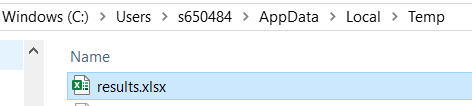 Windows (C:) > Users > s650484 > AppData > Local > Temp
Name
results.xlsx